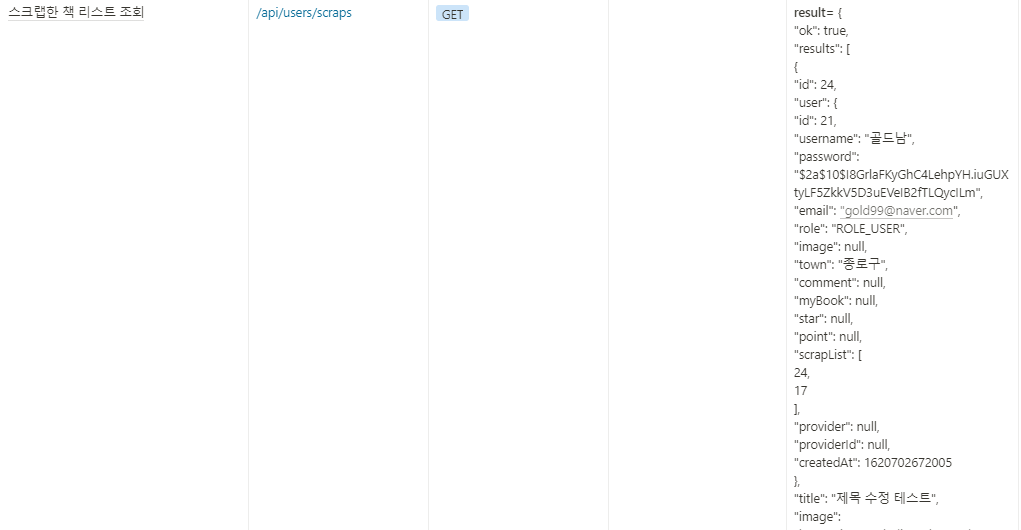 스크랩한 책 리스트 조회
/api/users/scraps
GET
result= {
"ok": true,
"results": [
{
"id": 24,
"user": {
"id": 21,
"username": "골드남",
"password":
"$2a$10$I8GrlaFKyGhC4LehpYH.iuGUX
tyLF5ZkkV5D3uEVeIB2fTLQycILm",
"email": "gold99@naver.com",
"role": "ROLE_USER",
"image": null,
"town": "종로구",
"comment": null,
"myBook": null,
"star": null,
"point": null,
"scrapList": [
24,
17
],
"provider": null,
"providerId": null,
"createdAt": 1620702672005
},
"title": "제목 수정 테스트",
"image":